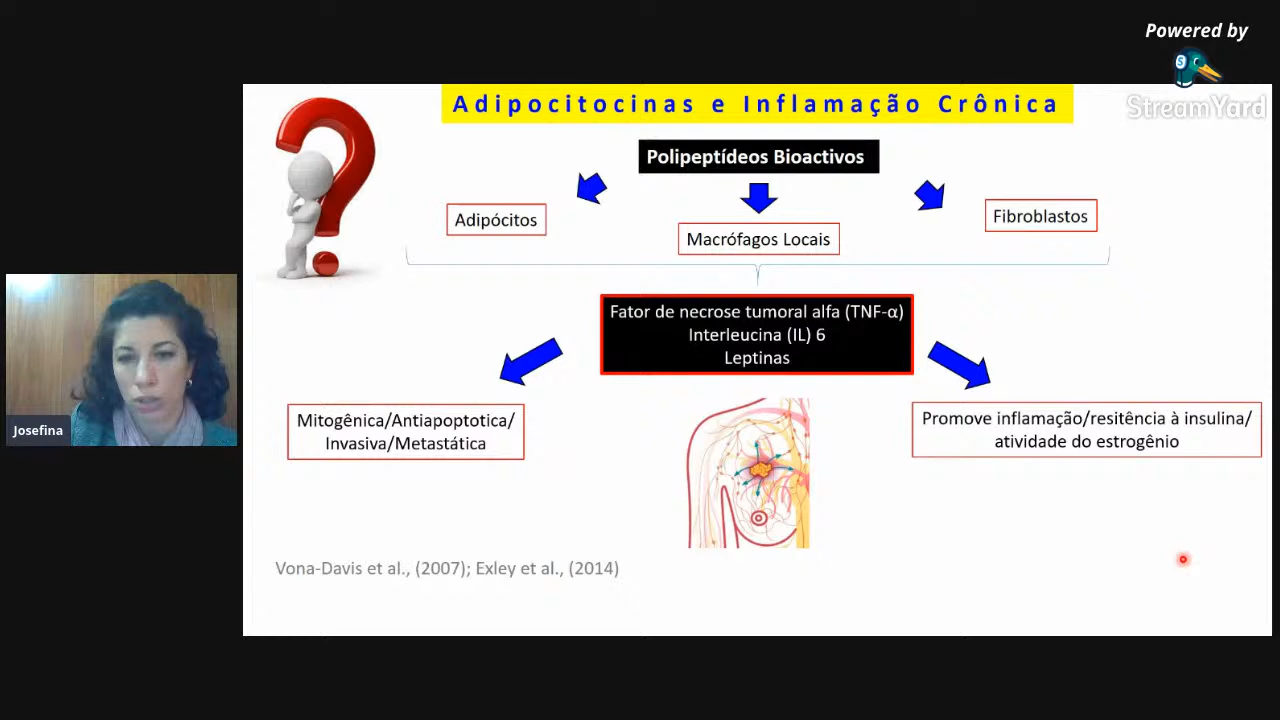 Powered by
StreamYard
Adipocitocinas e Inflamação Crônica
Polipeptídeos Bioactivos
Adipócitos
Macrófagos Locais
Fibroblastos
Fator de necrose tumoral alfa (TNF-α)
Interleucina (IL) 6
Leptinas
Mitogênica/Antiapoptotica/
Invasiva/Metastática
Promove inflamação/resitência à insulina/
atividade do estrogênio
Josefina
Vona-Davis et al., (2007); Exley et al., (2014)